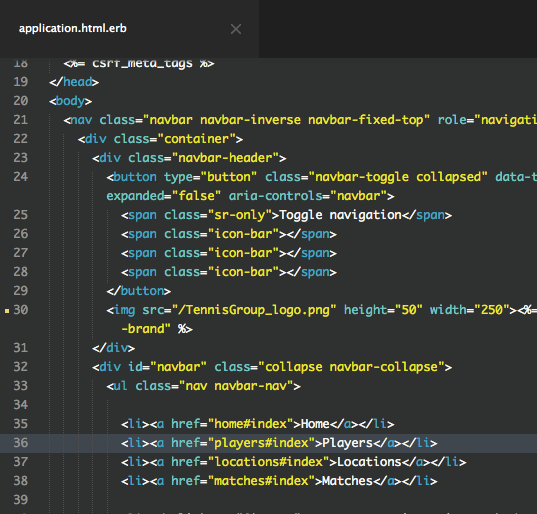 application.html.erb ×
18 <%= csrf_meta_tags %>
19 </head>
20 <body>
21 <nav class="navbar navbar-inverse navbar-fixed-top" role="navigati
22 <div class="container">
23 <div class="navbar-header">
24 <button type="button" class="navbar-toggle collapsed" data-t
expanded="false" aria-controls="navbar">
25 <span class="sr-only">Toggle navigation</span>
26 <span class="icon-bar"></span>
27 <span class="icon-bar"></span>
28 <span class="icon-bar"></span>
29 </button>
30 <img src="/TennisGroup_logo.png" height="50" width="250"><%=
-brand" %>
31 </div>
32 <div id="navbar" class="collapse navbar-collapse">
33 <ul class="nav navbar-nav">
34
35 <li><a href="home#index">Home</a></li>
36 <li><a href="players#index">Players</a></li>
37 <li><a href="locations#index">Locations</a></li>
38 <li><a href="matches#index">Matches</a></li>
39